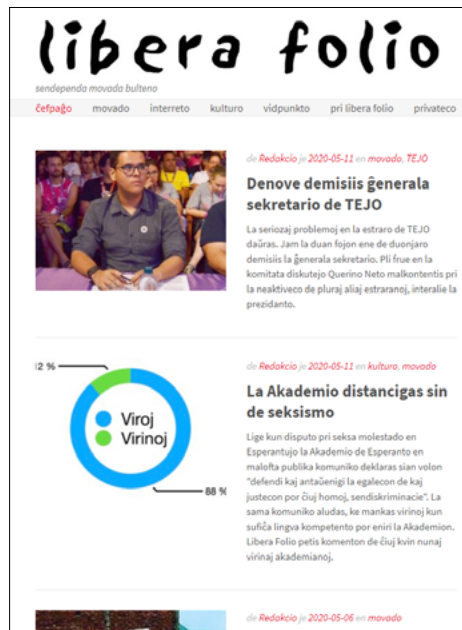 libera folio
sendependa movada bulteno
ĉefpaĝo movado interreto kulturo vidpunkto pri libera folio privateco
de Redakcio je 2020-05-11 en movado, TEJO
Denove demisiis ĝenerala
sekretario de TEJO
La seriozaj problemoj en la estraro de TEJO
daŭras. Jam la duan fojon ene de duonjaro
demisiis la ĝenerala sekretario. Pli frue en la
komitata diskutejo Querino Neto malkontentis pri
la neaktiveco de pluraj aliaj estraranoj, interalie la
prezidanto.
12 %
Viroj
Virinoj
88 %
de Redakcio je 2020-05-11 en kulturo, movado
La Akademio distancigas sin
de seksismo
Lige kun disputo pri seksa molestado en
Esperantujo la Akademio de Esperanto en
malofta publika komuniko deklaras sian volon
"defendi kaj antaŭenigi la egalecon de kaj
justecon por ĉiuj homoj, sendiskriminacie". La
sama komuniko aludas, ke mankas virinoj kun
sufiĉa lingva kompetento por eniri la Akademion.
Libera Folio petis komenton de ĉiuj kvin nunaj
virinaj akademianoj.
de Redakcio je 2020-05-06 en movado